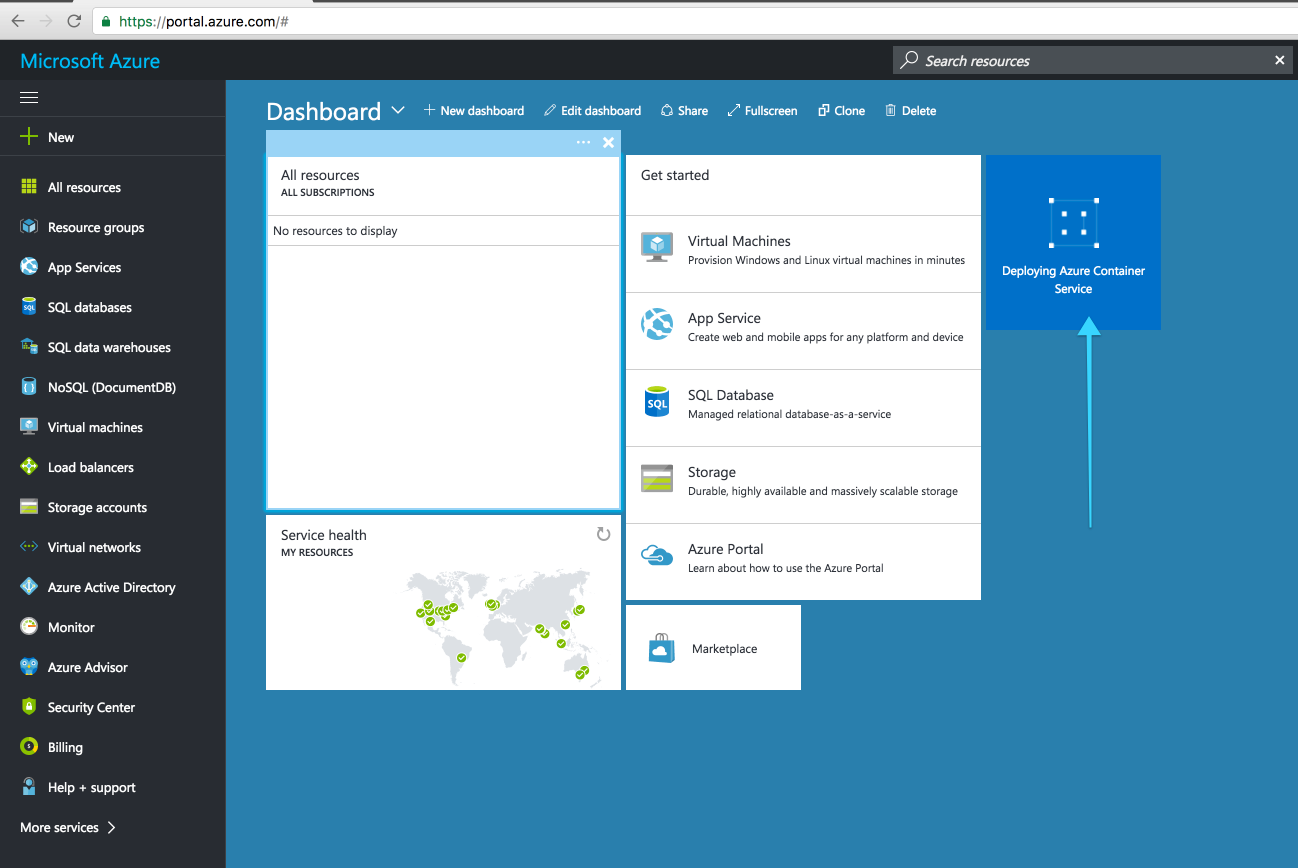 https://portal.azure.com/#
Microsoft Azure
Search resources
New
All resources
Resource groups
App Services
SQL databases
SQL data warehouses
NoSQL (DocumentDB)
Virtual machines
Load balancers
Storage accounts
Virtual networks
Azure Active Directory
Monitor
Azure Advisor
Security Center
Billing
Help + support
More services
Dashboard
New dashboard
Edit dashboard
Share
Fullscreen
Clone
Delete
All resources
ALL SUBSCRIPTIONS
No resources to display
Service health
MY RESOURCES
Get started
Virtual Machines
Provision Windows and Linux virtual machines in minutes
App Service
Create web and mobile apps for any platform and device
SQL
SQL Database
Managed relational database-as-a-service
Storage
Durable, highly available and massively scalable storage
Azure Portal
Learn about how to use the Azure Portal
Marketplace
Deploying Azure Container
Service